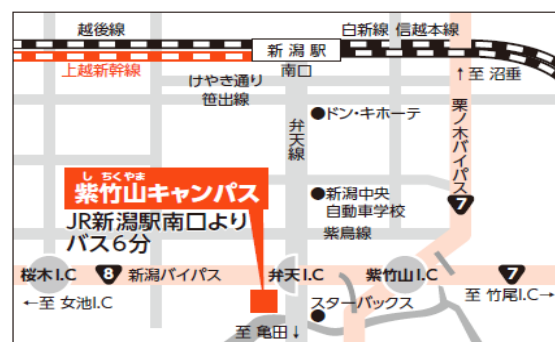 越後線
白新線 信越本線
新潟駅
南口
上越新幹線
けやき通り
笹出線
↑至 沼垂
弁天線
●ドン・キホーテ
栗ノ木バイパス
7
しちくやま
紫竹山キャンパス
JR新潟駅南口より
バス6分
●新潟中央
自動車学校
紫鳥線
桜木I.C
8
新潟バイパス
弁天I.C
紫竹山I.C
7
←至 女池I.C
スターバックス
●
至 竹尾I.C→
至 亀田↓